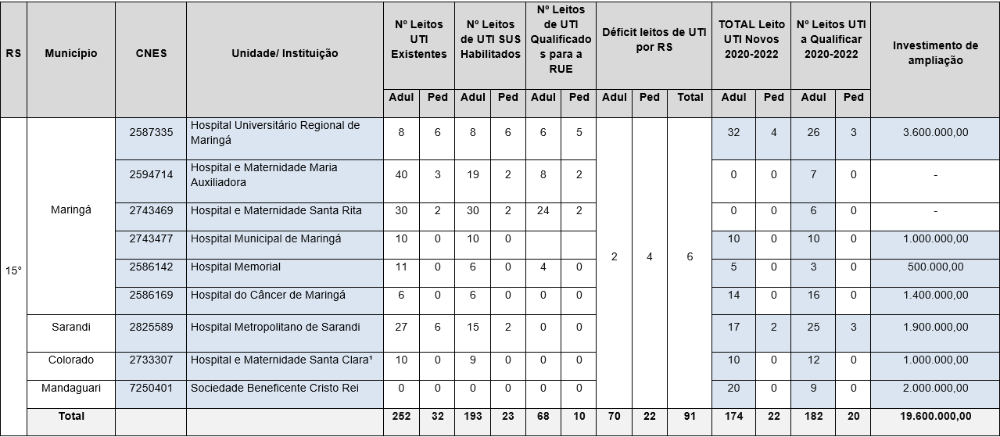 RS Município CNES Unidade/ Instituição Nº Leitos UTI Existentes Nº Leitos de UTI SUS Habilitados Nº Leitos de UTI Qualificado s para a RUE Déficit leitos de UTI por RS TOTAL Leito UTI Novos 2020-2022 Nº Leitos UTI a Qualificar 2020-2022 Investimento de ampliação
Adul Ped Adul Ped Adul Ped Adul Ped Total Adul Ped Adul Ped
15° Maringá 2587335 Hospital Universitário Regional de Maringá 8 6 8 6 6 5 2 4 6 32 4 26 3 3.600.000,00
2594714 Hospital e Maternidade Maria Auxiliadora 40 3 19 2 8 2 0 0 7 0 -
2743469 Hospital e Maternidade Santa Rita 30 2 30 2 24 2 0 0 6 0 -
2743477 Hospital Municipal de Maringá 10 0 10 0 10 0 10 0 1.000.000,00
2586142 Hospital Memorial 11 0 6 0 4 0 5 0 3 0 500.000,00
2586169 Hospital do Câncer de Maringá 6 0 6 0 0 0 14 0 16 0 1.400.000,00
Sarandi 2825589 Hospital Metropolitano de Sarandi 27 6 15 2 0 0 17 2 25 3 1.900.000,00
Colorado 2733307 Hospital e Maternidade Santa Clara¹ 10 0 9 0 0 0 10 0 12 0 1.000.000,00
Mandaguari 7250401 Sociedade Beneficente Cristo Rei 0 0 0 0 0 0 20 0 9 0 2.000.000,00
Total 252 32 193 23 68 10 70 22 91 174 22 182 20 19.600.000,00